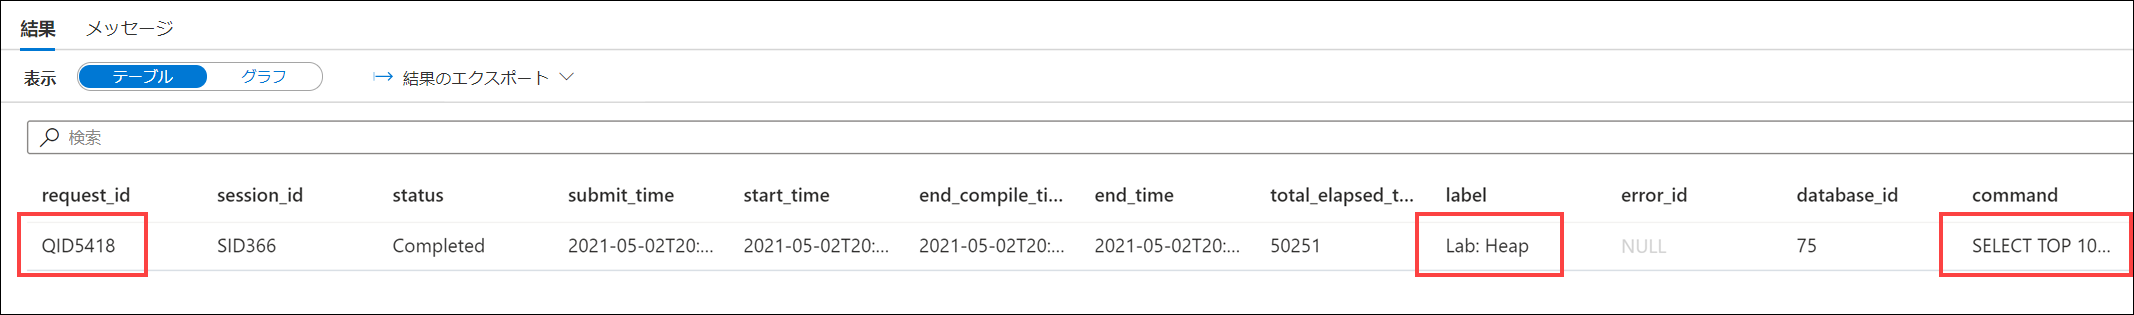 結果 メッセージ
表示 テーブル グラフ 結果のエクスポート
検索
request_id session_id status submit_time start_time end_compile_ti... end_time total_elapsed_t... label error_id database_id command
QID5418 SID366 Completed 2021-05-02T20:... 2021-05-02T20:... 2021-05-02T20:... 2021-05-02T20:... 50251 Lab: Heap NULL 75 SELECT TOP 10...